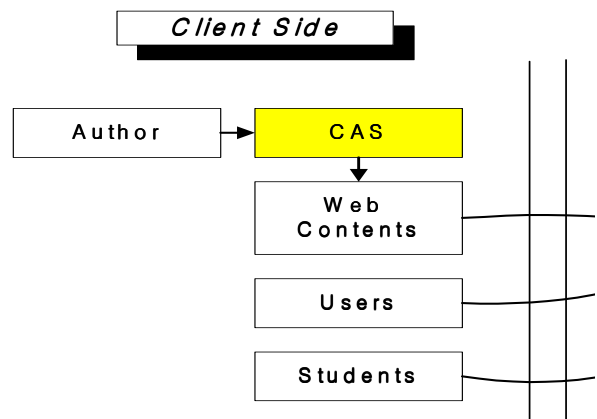 Client Side
Author
CAS
Web
Contents
Users
Students